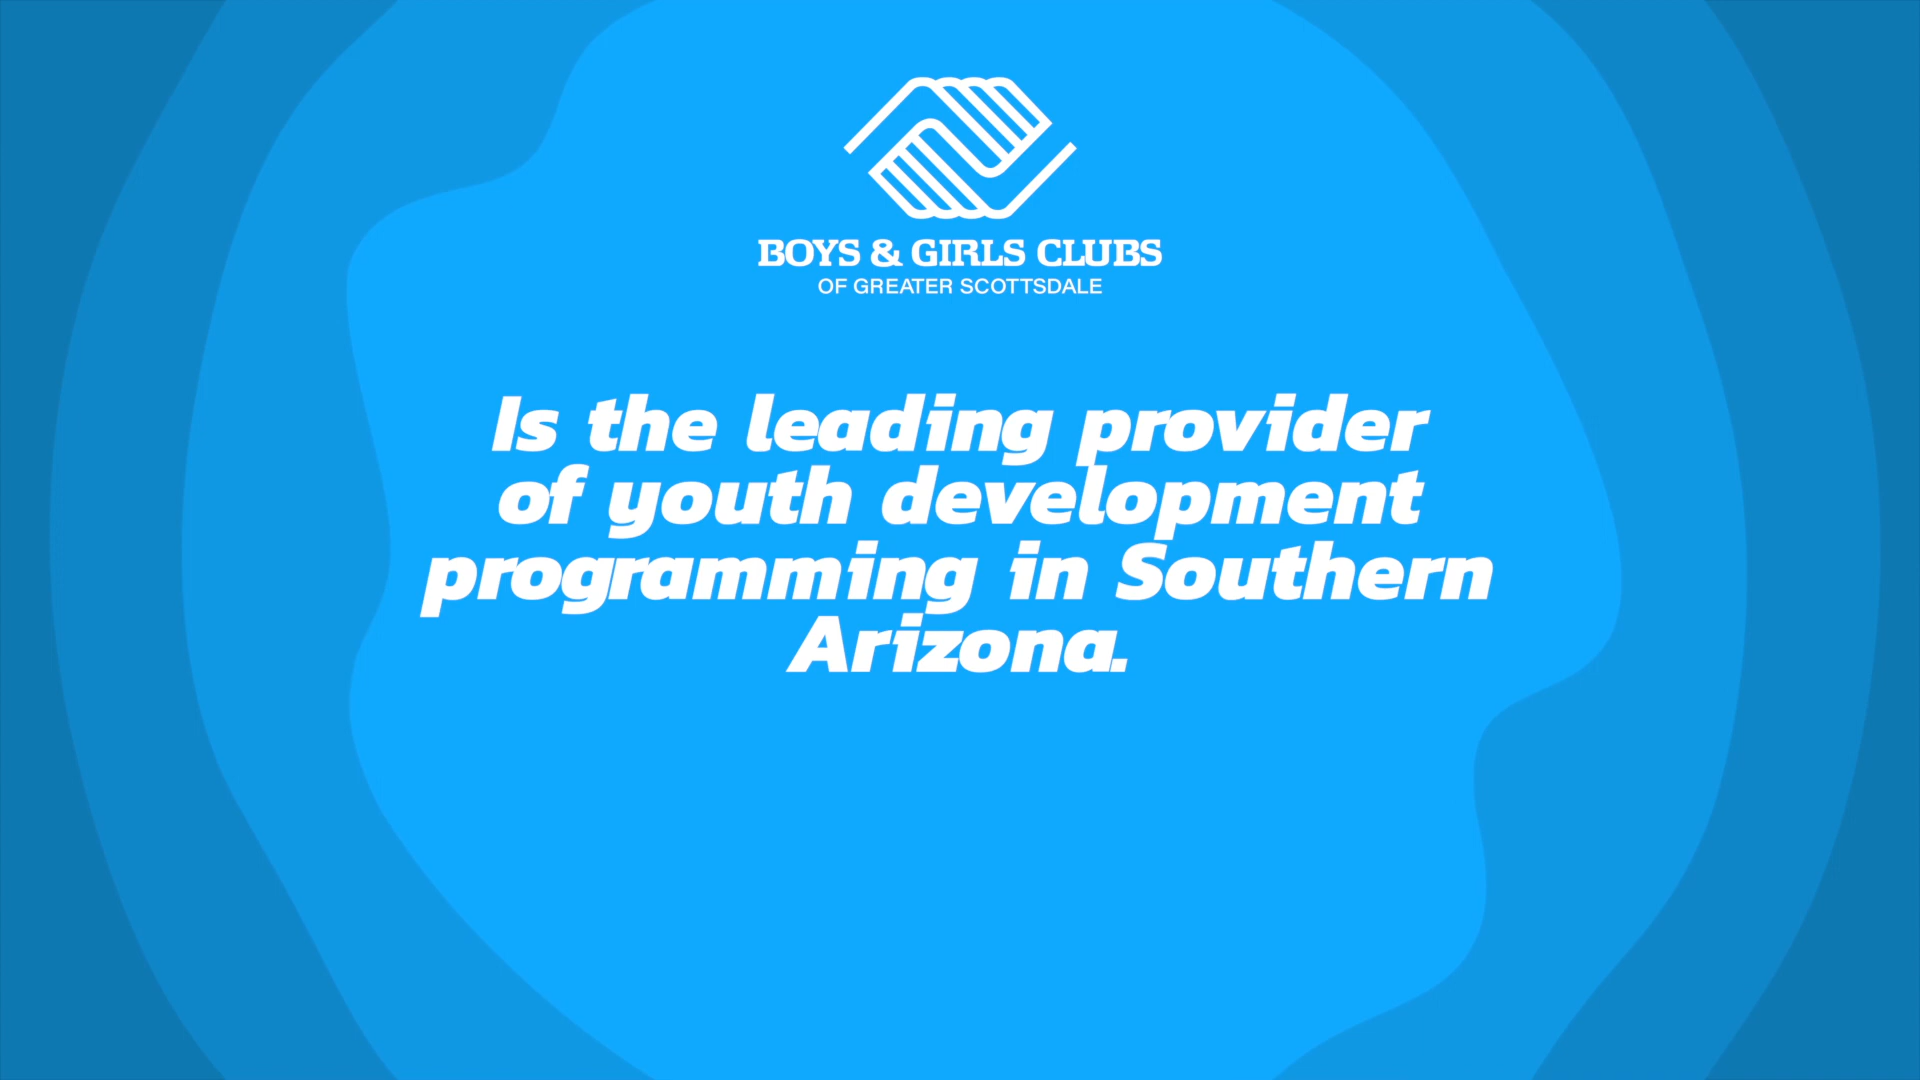 BOYS & GIRLS CLUBS
OF GREATER SCOTTSDALE
Is the leading provider
of youth development
programming in Southern
Arizona.